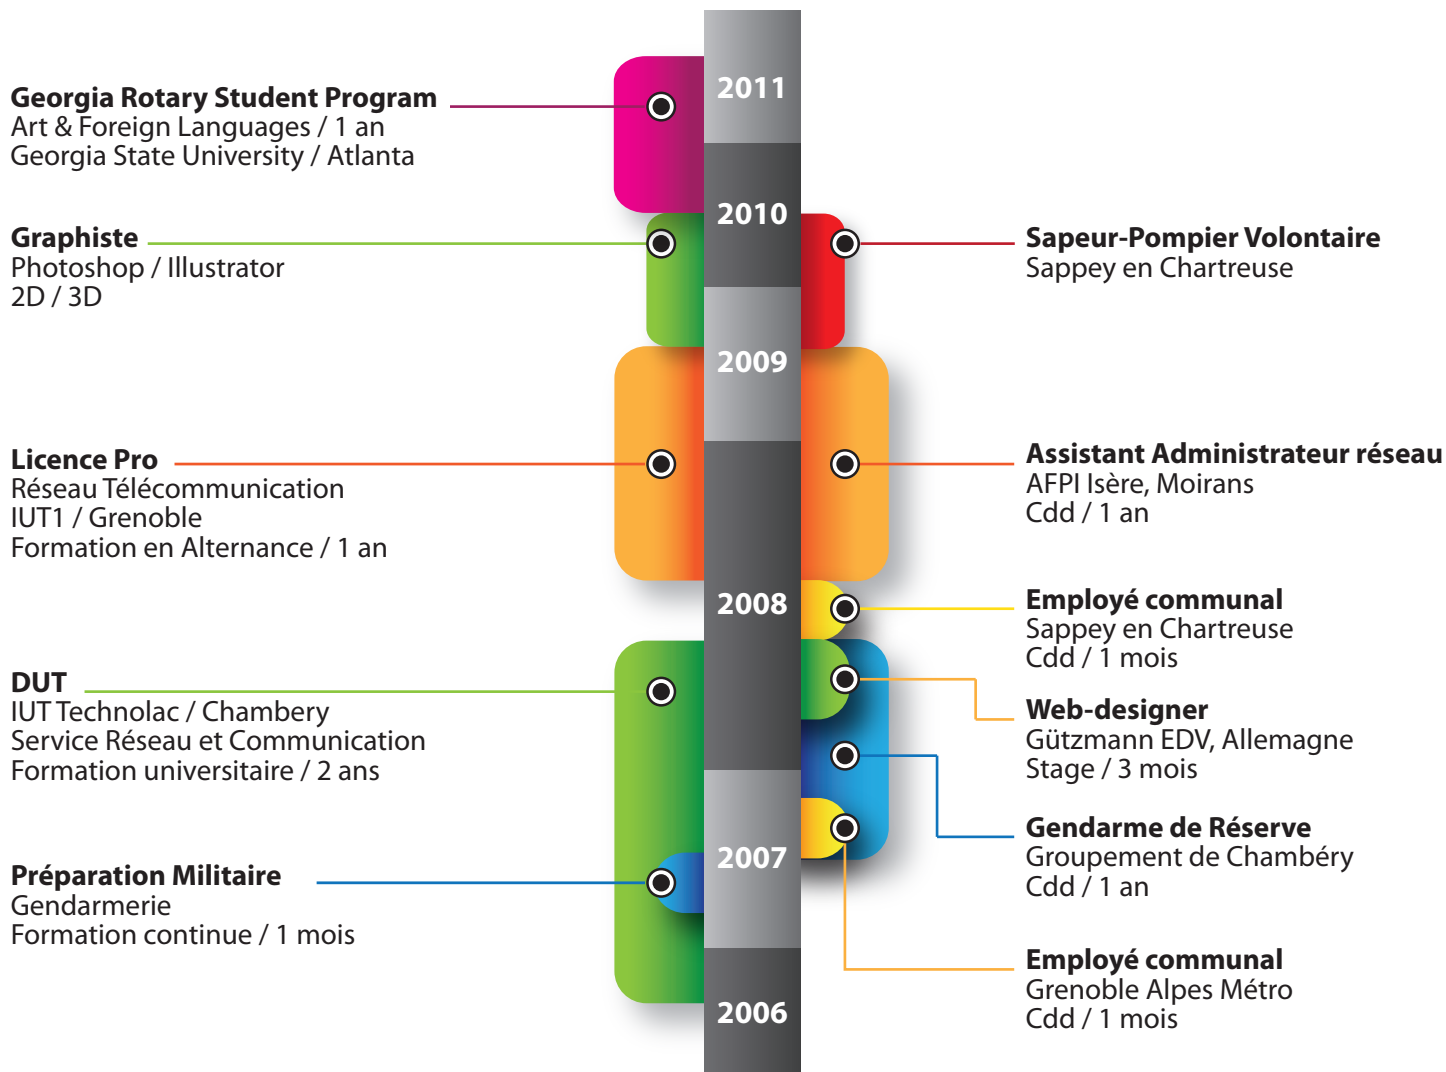 Georgia Rotary Student Program
Art & Foreign Languages / 1 an
Georgia State University / Atlanta
Graphiste
Photoshop / Illustrator
2D / 3D
Licence Pro
Réseau Télécommunication
IUT1 / Grenoble
Formation en Alternance / 1 an
DUT
IUT Technolac / Chambery
Service Réseau et Communication
Formation universitaire / 2 ans
Préparation Militaire
Gendarmerie
Formation continue / 1 mois
2011
2010
2009
2008
2007
2006
Sapeur-Pompier Volontaire
Sappey en Chartreuse
Assistant Administrateur réseau
AFPI Isère, Moirans
Cdd / 1 an
Employé communal
Sappey en Chartreuse
Cdd / 1 mois
Web-designer
Gützmann EDV, Allemagne
Stage / 3 mois
Gendarme de Réserve
Groupement de Chambéry
Cdd / 1 an
Employé communal
Grenoble Alpes Métro
Cdd / 1 mois